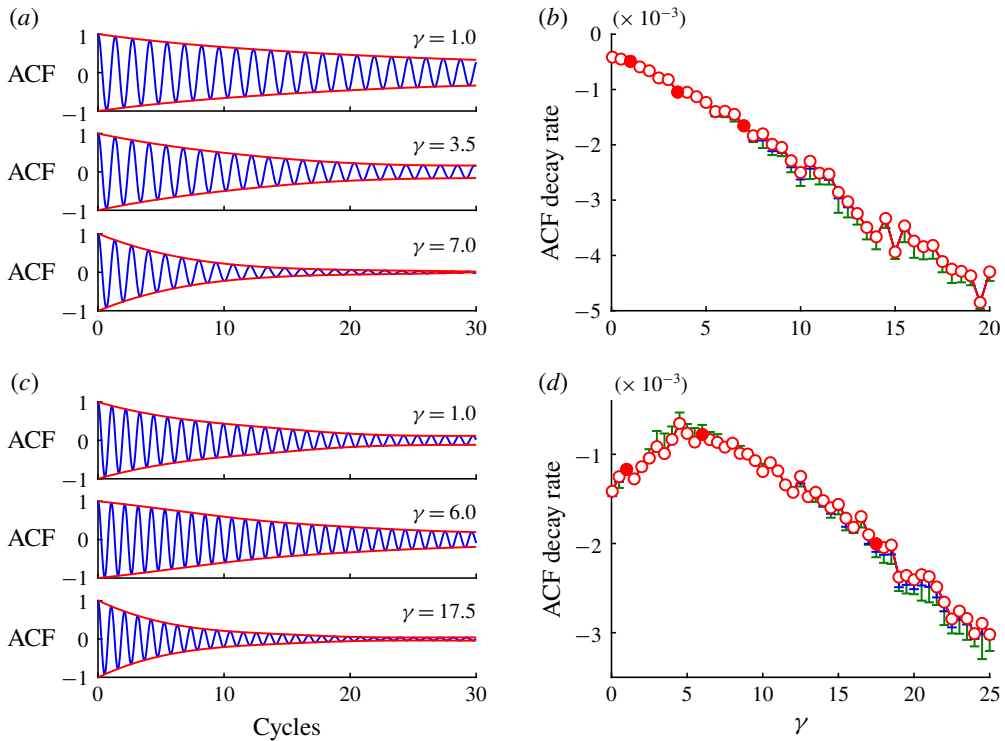 (a)
1
0
−1
ACF
γ = 1.0
1
0
−1
ACF
γ = 3.5
1
0
−1
ACF
γ = 7.0
0 10 20 30
(b)
(× 10⁻³)
0
−1
−2
−3
−4
−5
ACF decay rate
0 5 10 15 20
(c)
1
0
−1
ACF
γ = 1.0
1
0
−1
ACF
γ = 6.0
1
0
−1
ACF
γ = 17.5
0 10 20 30
Cycles
(d)
(× 10⁻³)
−1
−2
−3
ACF decay rate
0 5 10 15 20 25
γ